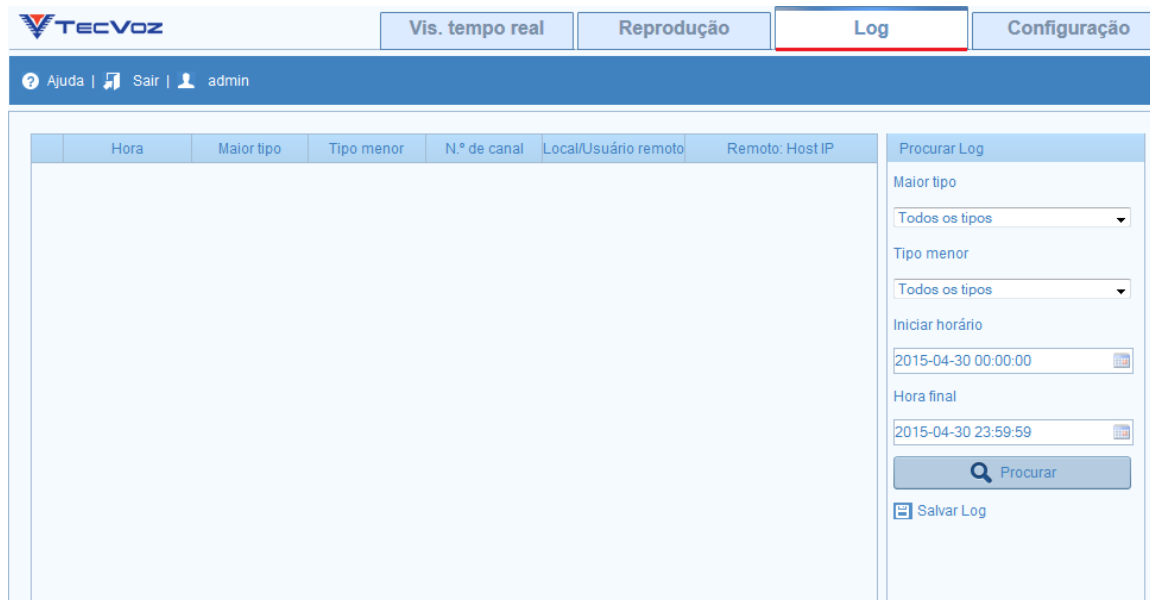 TECVOZ
Vis. tempo real
Reprodução
Log
Configuração
Ajuda | Sair | admin
Hora
Maior tipo
Tipo menor
N.º de canal
Local/Usuário remoto
Remoto: Host IP
Procurar Log
Maior tipo
Todos os tipos
Tipo menor
Todos os tipos
Iniciar horário
2015-04-30 00:00:00
Hora final
2015-04-30 23:59:59
Procurar
Salvar Log